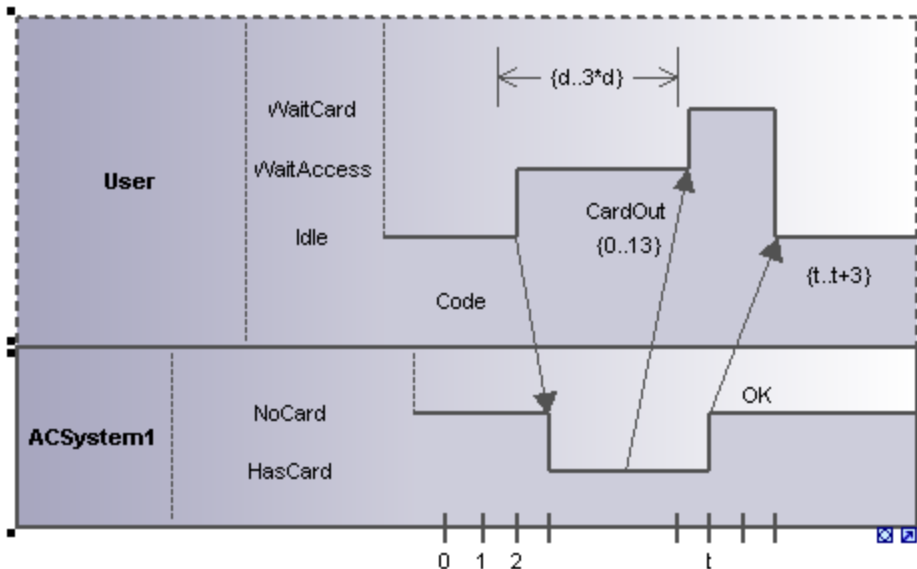 {d..3*d}
WaitCard
WaitAccess
User
CardOut
Idle
{0..13}
{t..t+3}
Code
OK
NoCard
ACSystem1
HasCard
0 1 2 t